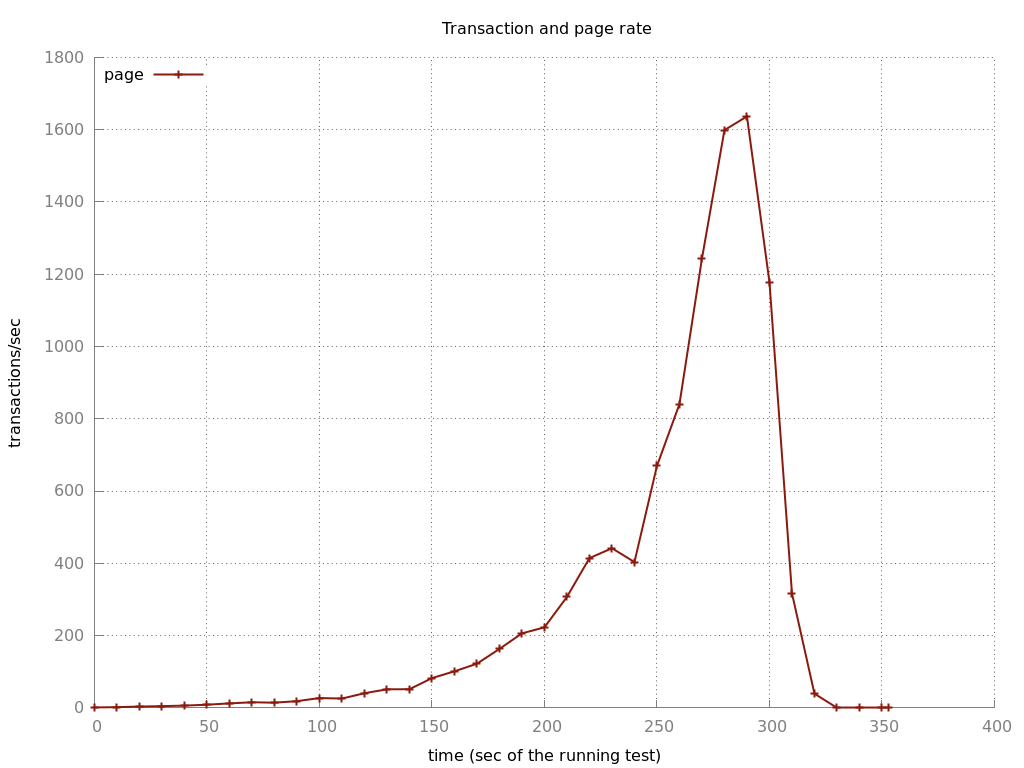 Transaction and page rate
page
transactions/sec
1800
1600
1400
1200
1000
800
600
400
200
0
0 50 100 150 200 250 300 350 400
time (sec of the running test)